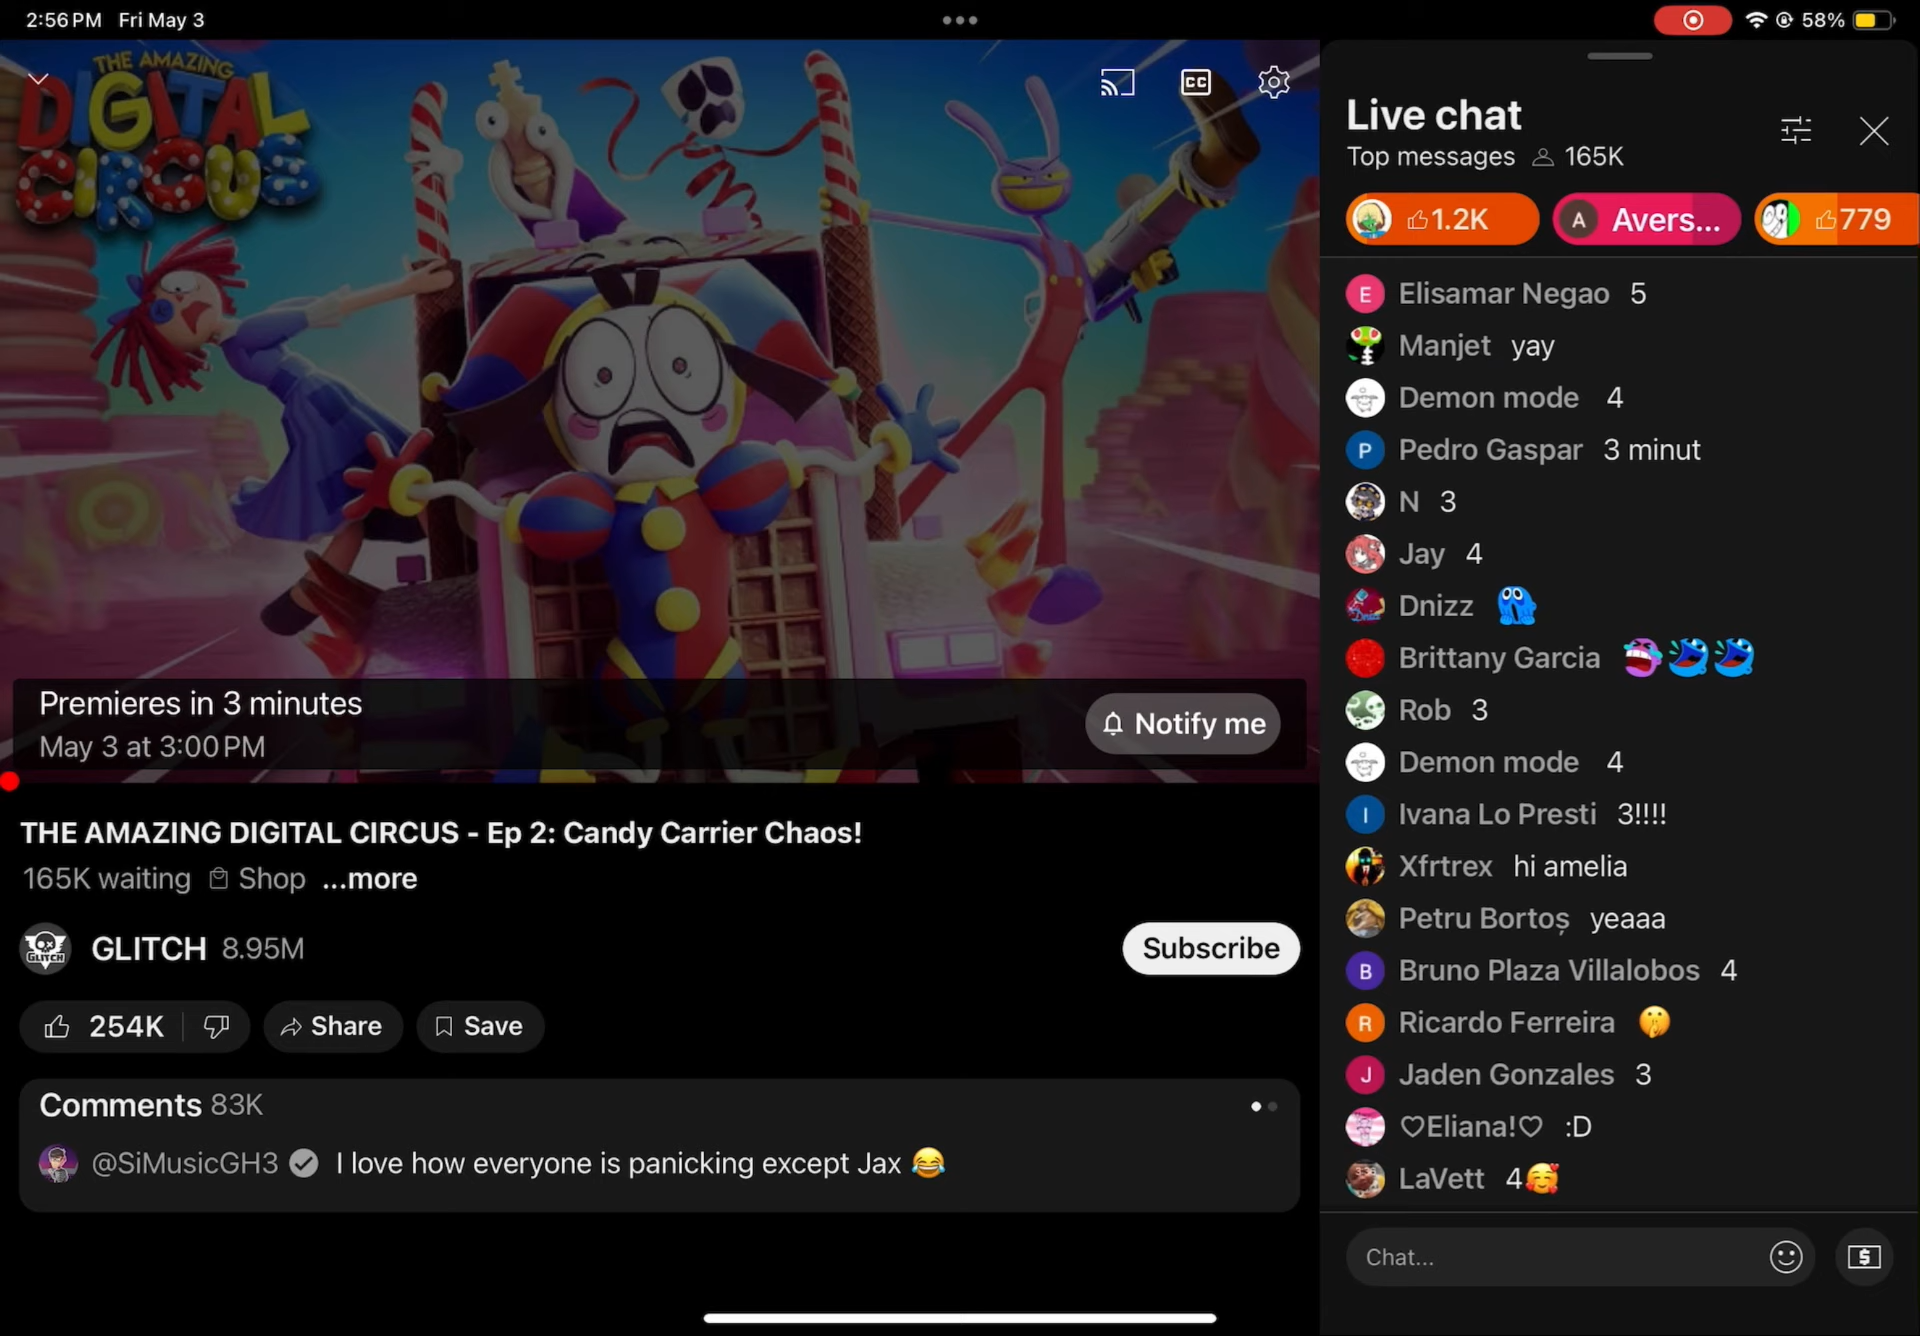 2:56 PM Fri May 3
58%
THE AMAZING
DIGITAL
CIRCUS
CC
Premieres in 3 minutes
May 3 at 3:00 PM
Notify me
THE AMAZING DIGITAL CIRCUS - Ep 2: Candy Carrier Chaos!
165K waiting Shop ...more
GLITCH
GLITCH 8.95M
Subscribe
254K Share Save
Comments 83K
@SiMusicGH3 I love how everyone is panicking except Jax 😂
Live chat
Top messages 165K
1.2K A Avers... 779
E Elisamar Negao 5
Manjet yay
Demon mode 4
P Pedro Gaspar 3 minut
N 3
Jay 4
Dnizz
Brittany Garcia
Rob 3
Demon mode 4
I Ivana Lo Presti 3!!!!
Xfrtrex hi amelia
Petru Bortoș yeaaa
B Bruno Plaza Villalobos 4
R Ricardo Ferreira 🤫
J Jaden Gonzales 3
♡Eliana!♡ :D
LaVett 4🥰
Chat...